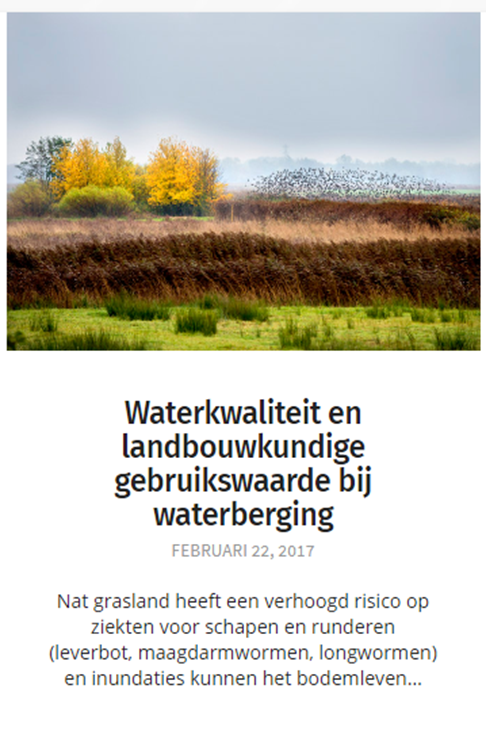 Waterkwaliteit en
landbouwkundige
gebruikswaarde bij
waterberging
FEBRUARI 22, 2017
Nat grasland heeft een verhoogd risico op
ziekten voor schapen en runderen
(leverbot, maagdarmwormen, longwormen)
en inundaties kunnen het bodemleven...